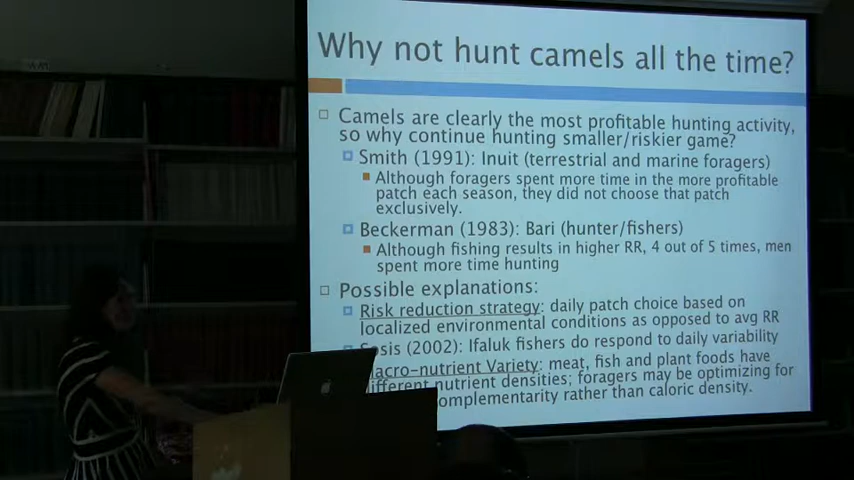 Why not hunt camels all the time?
Camels are clearly the most profitable hunting activity,
so why continue hunting smaller/riskier game?
Smith (1991): Inuit (terrestrial and marine foragers)
Although foragers spent more time in the more profitable
patch each season, they did not choose that patch
exclusively.
Beckerman (1983): Bari (hunter/fishers)
Although fishing results in higher RR, 4 out of 5 times, men
spent more time hunting
Possible explanations:
Risk reduction strategy: daily patch choice based on
localized environmental conditions as opposed to avg RR
Sosis (2002): Ifaluk fishers do respond to daily variability
Macro-nutrient Variety: meat, fish and plant foods have
different nutrient densities; foragers may be optimizing for
complementarity rather than caloric density.